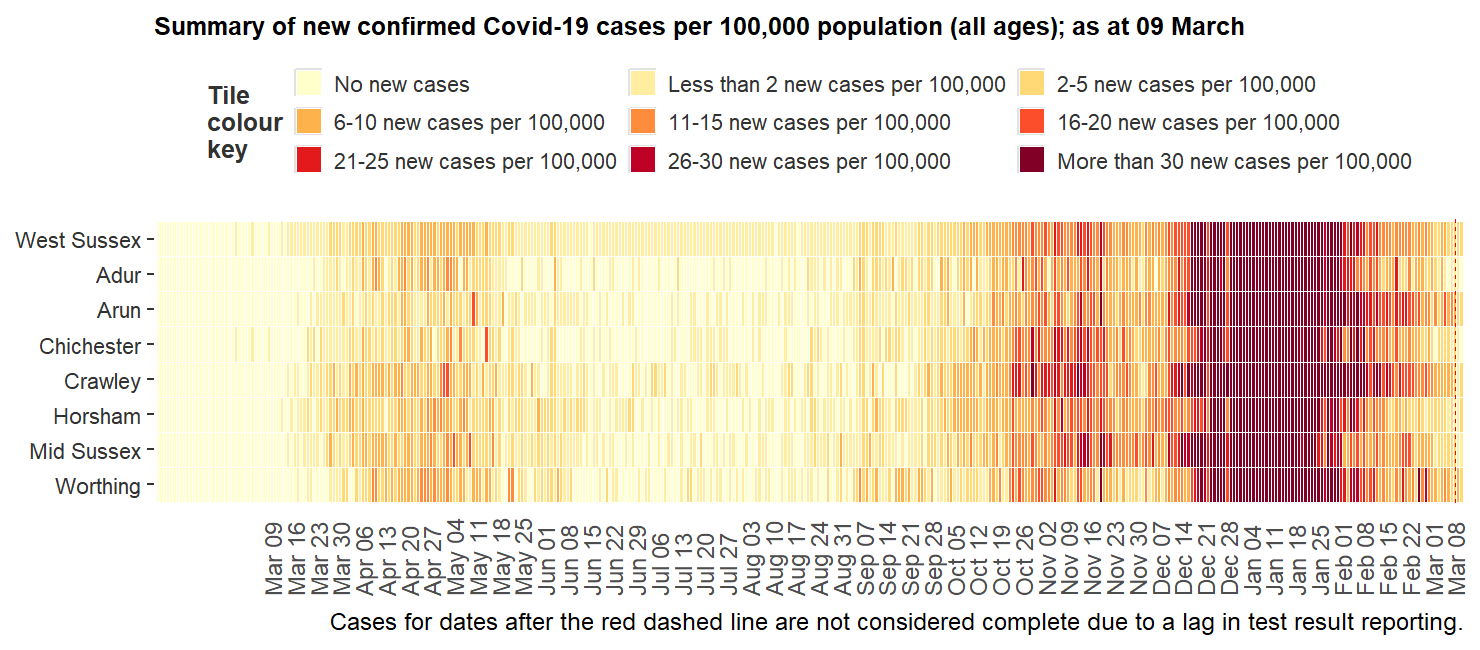 Summary of new confirmed Covid-19 cases per 100,000 population (all ages); as at 09 March
Tile
colour
key
No new cases
Less than 2 new cases per 100,000
2-5 new cases per 100,000
6-10 new cases per 100,000
11-15 new cases per 100,000
16-20 new cases per 100,000
21-25 new cases per 100,000
26-30 new cases per 100,000
More than 30 new cases per 100,000
West Sussex
Adur
Arun
Chichester
Crawley
Horsham
Mid Sussex
Worthing
Mar 09
Mar 16
Mar 23
Mar 30
Apr 06
Apr 13
Apr 20
Apr 27
May 04
May 11
May 18
May 25
Jun 01
Jun 08
Jun 15
Jun 22
Jun 29
Jul 06
Jul 13
Jul 20
Jul 27
Aug 03
Aug 10
Aug 17
Aug 24
Aug 31
Sep 07
Sep 14
Sep 21
Sep 28
Oct 05
Oct 12
Oct 19
Oct 26
Nov 02
Nov 09
Nov 16
Nov 23
Nov 30
Dec 07
Dec 14
Dec 21
Dec 28
Jan 04
Jan 11
Jan 18
Jan 25
Feb 01
Feb 08
Feb 15
Feb 22
Mar 01
Mar 08
Cases for dates after the red dashed line are not considered complete due to a lag in test result reporting.